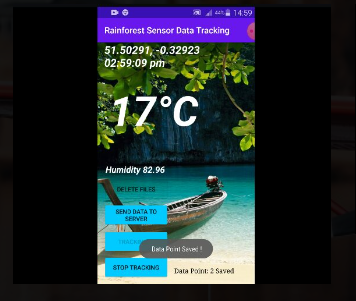 44% 14:59
Rainforest Sensor Data Tracking
51.50291, -0.32923
02:59:09 pm
17°C
Humidity 82.96
DELETE FILES
SEND DATA TO
SERVER
Data Point Saved !
STOP TRACKING
Data Point: 2 Saved